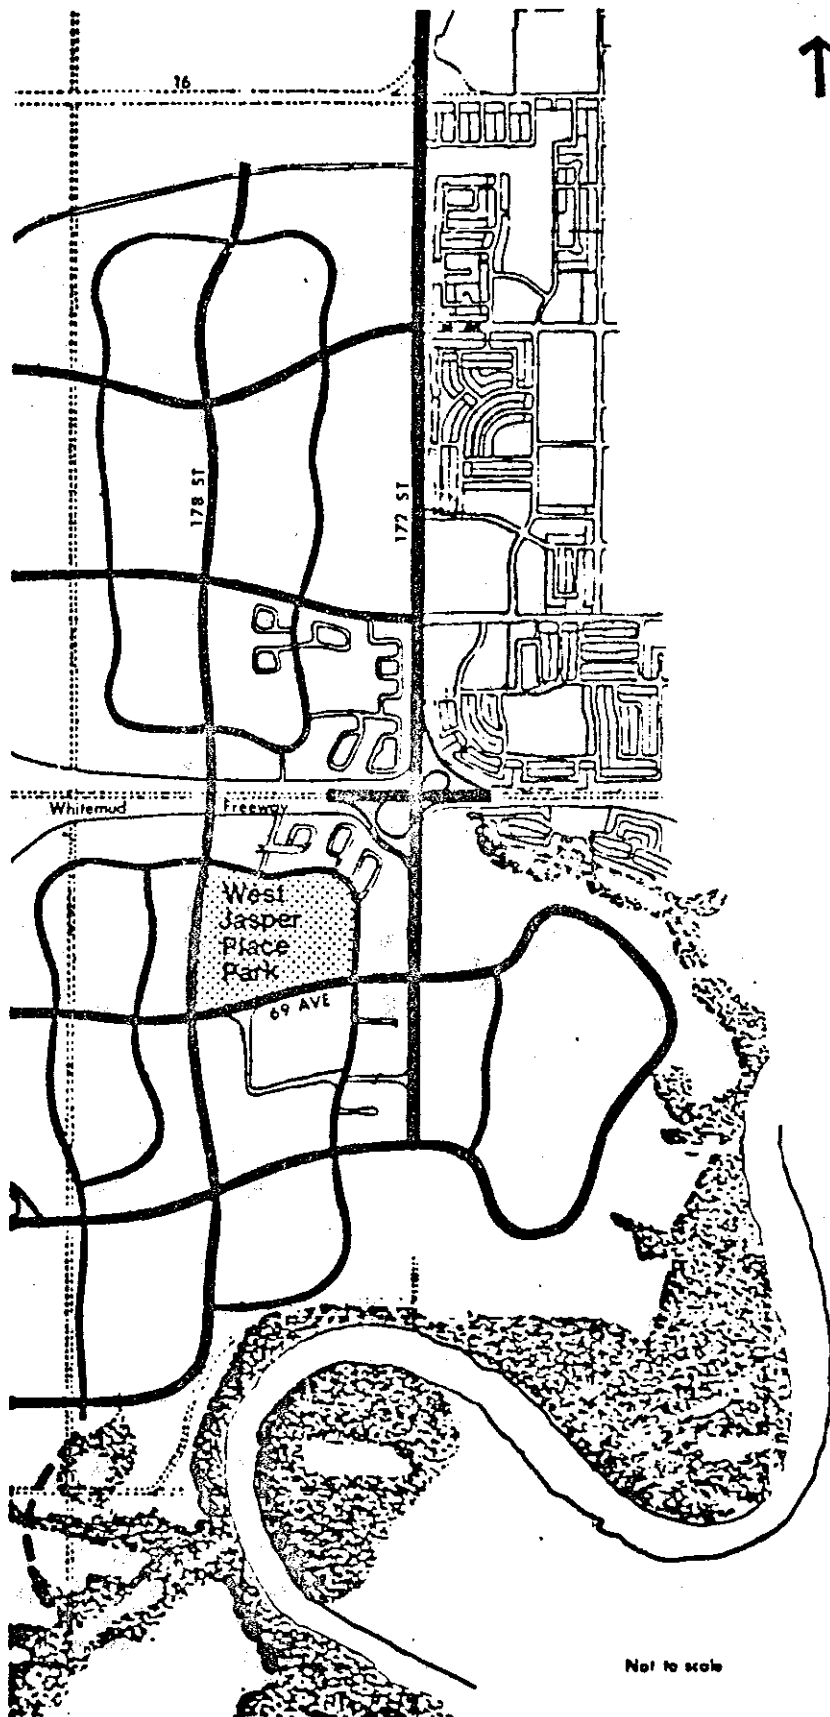 16
178 ST
172 ST
Whitemud Freeway
West
Jasper
Place
Park
69 AVE
Not to scale